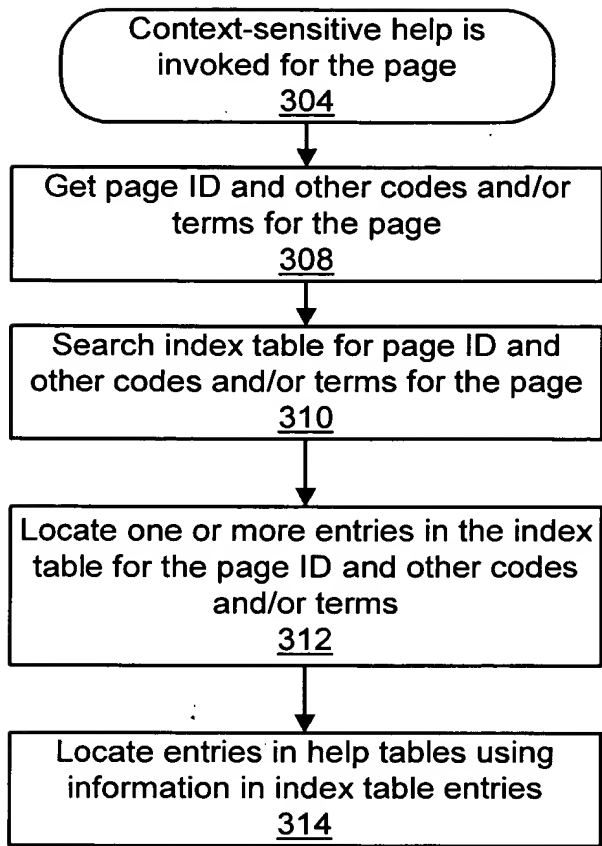 Context-sensitive help is
invoked for the page
304
Get page ID and other codes and/or
terms for the page
308
Search index table for page ID and
other codes and/or terms for the page
310
Locate one or more entries in the index
table for the page ID and other codes
and/or terms
312
Locate entries in help tables using
information in index table entries
314